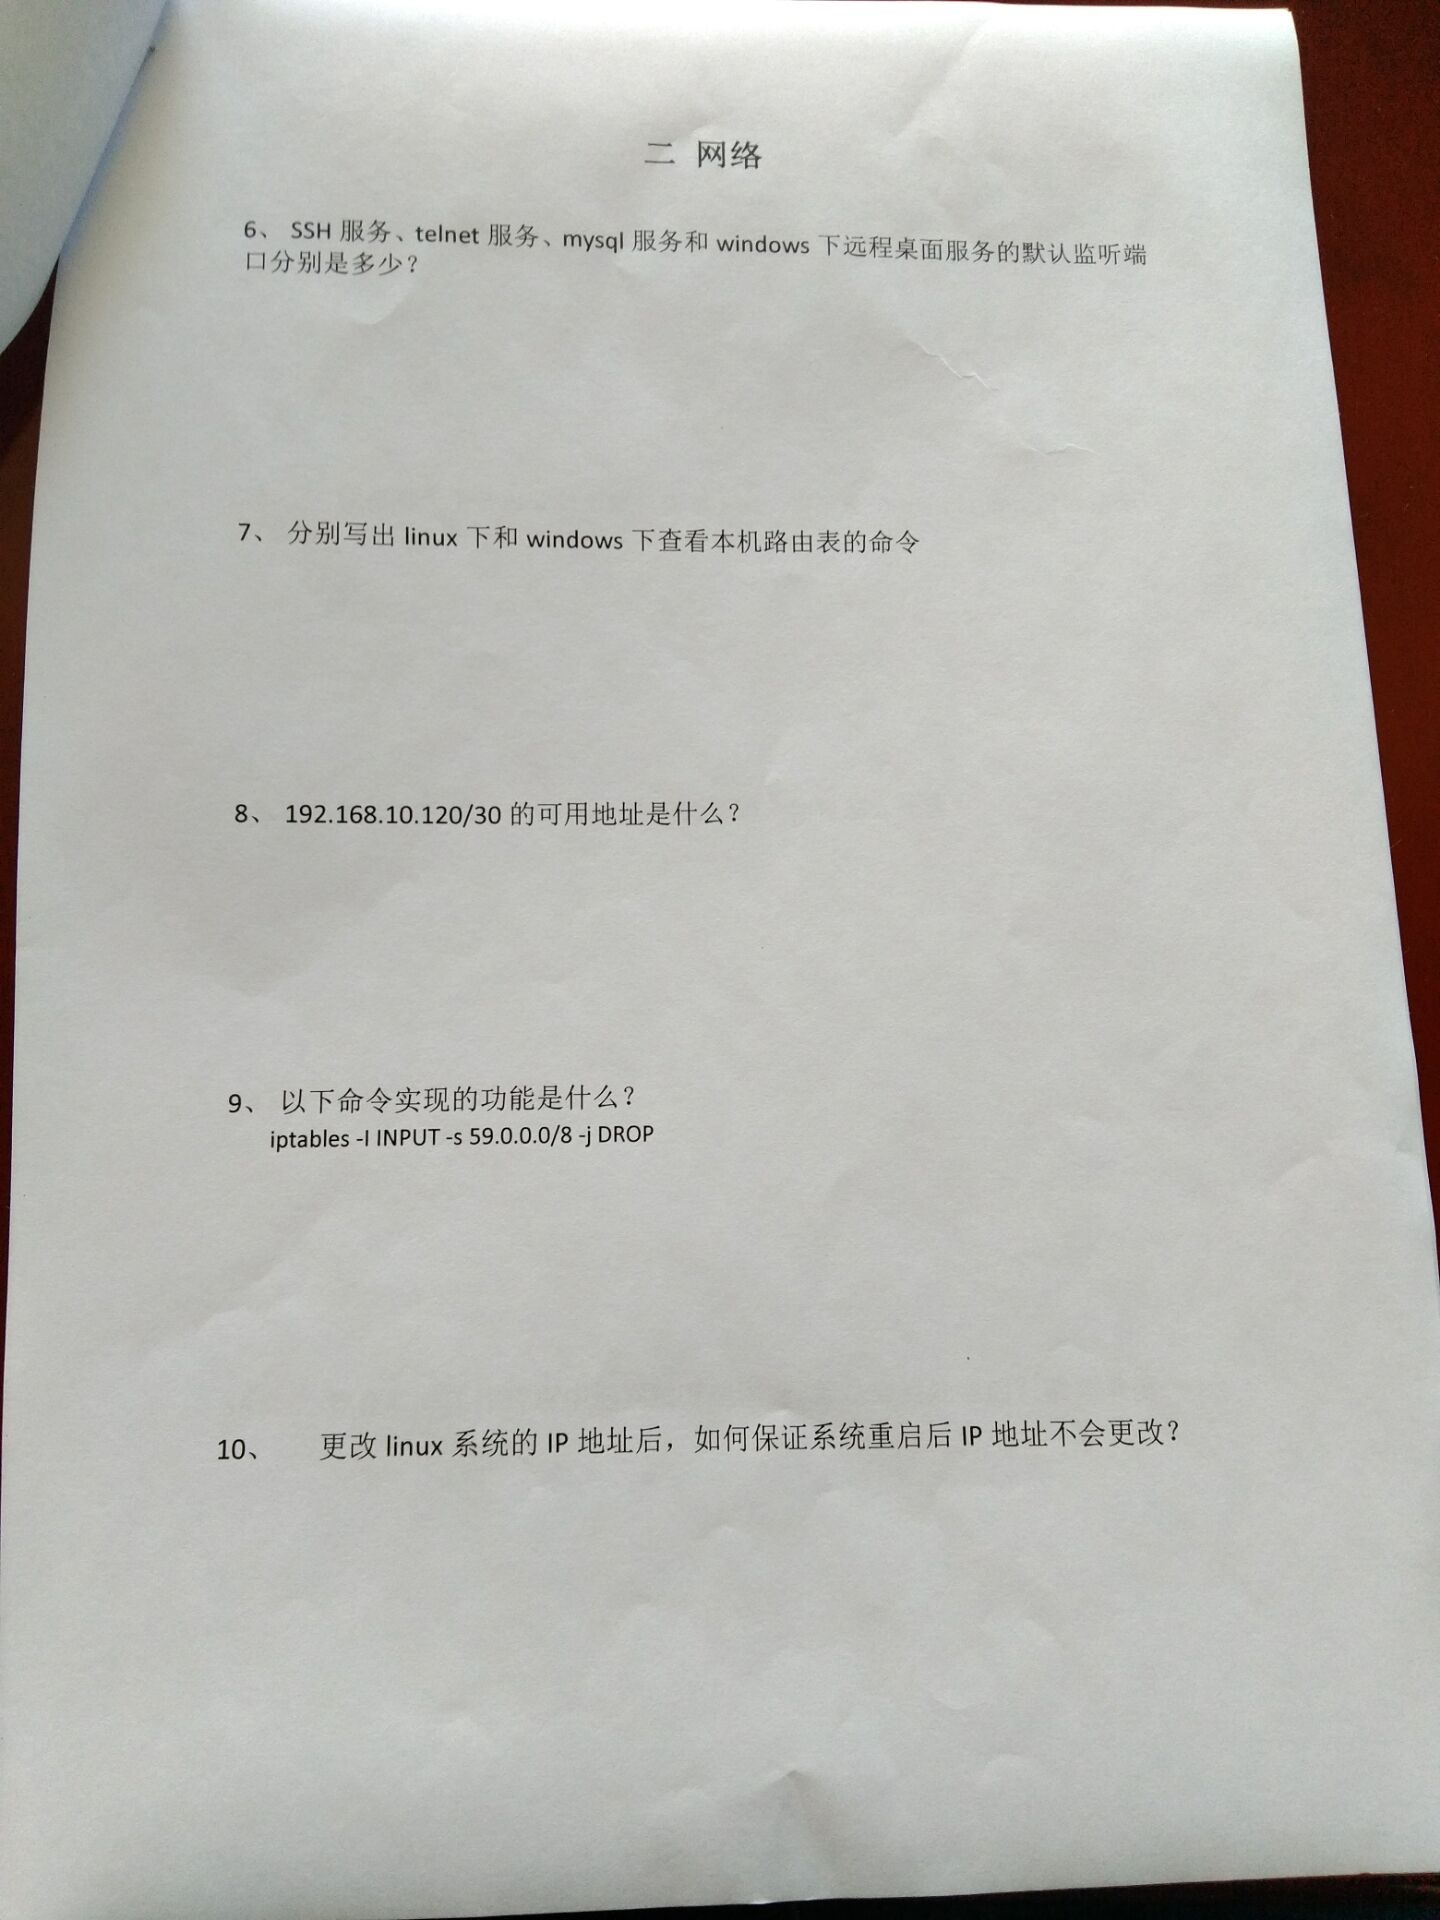 二 网络
6、 SSH 服务、telnet 服务、mysql 服务和 windows 下远程桌面服务的默认监听端
口分别是多少？
7、 分别写出 linux 下和 windows 下查看本机路由表的命令
8、 192.168.10.120/30 的可用地址是什么？
9、 以下命令实现的功能是什么？
iptables -I INPUT -s 59.0.0.0/8 -j DROP
10、 更改 linux 系统的 IP 地址后，如何保证系统重启后 IP 地址不会更改？